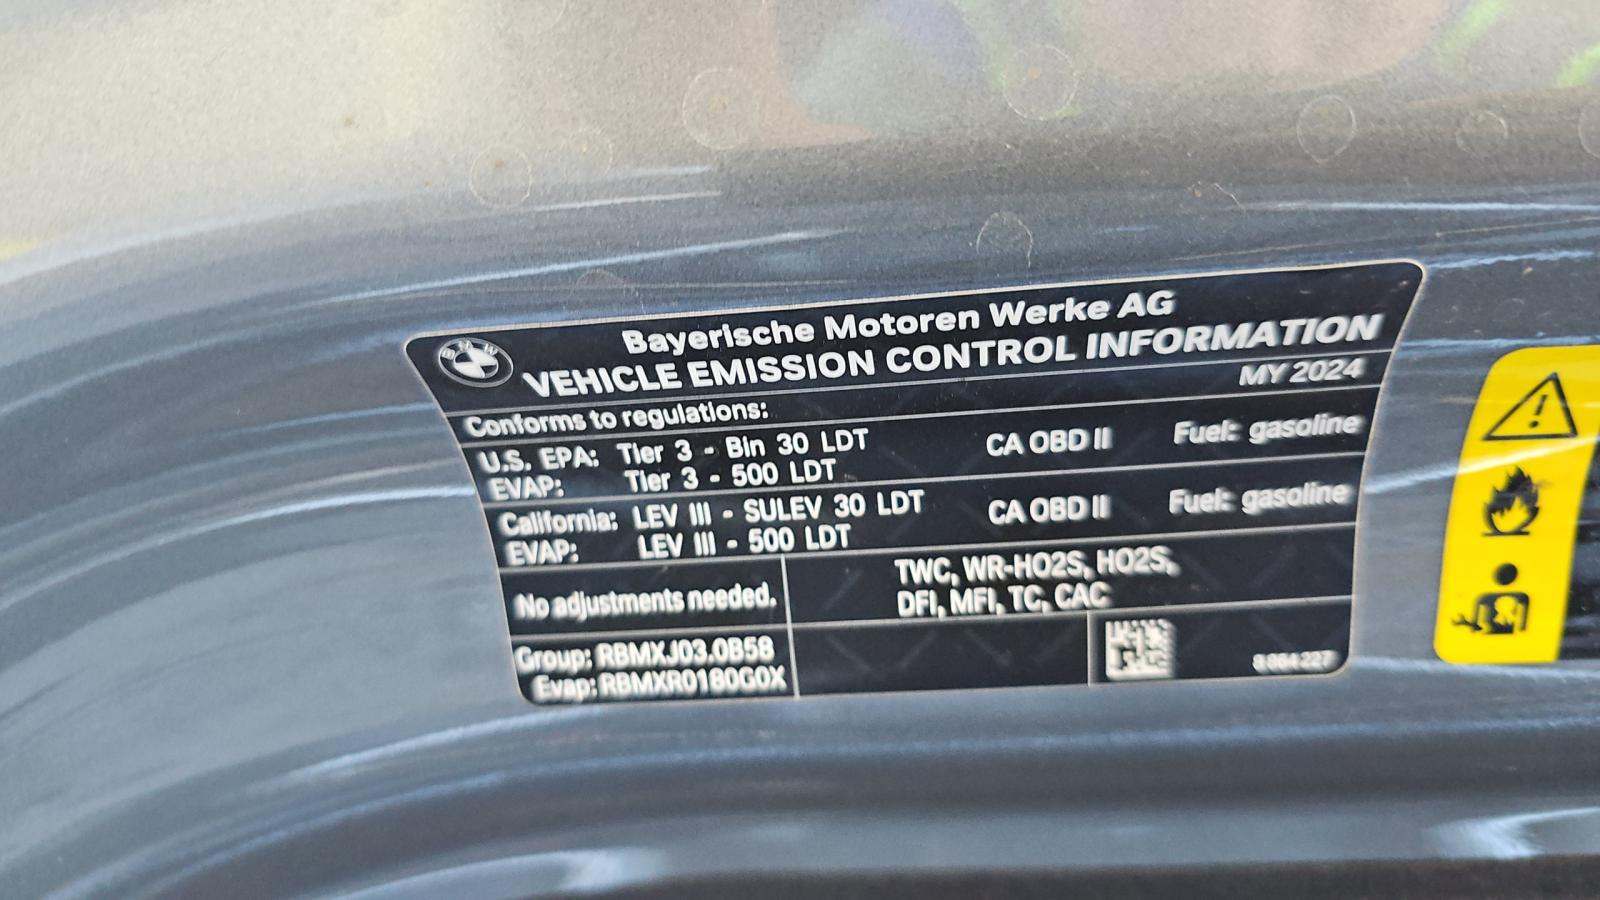 BMW
Bayerische Motoren Werke AG
VEHICLE EMISSION CONTROL INFORMATION
MY 2024
Conforms to regulations:
U.S. EPA: Tier 3 - Bin 30 LDT CA OBD II Fuel: gasoline
EVAP: Tier 3 - 500 LDT
California: LEV III - SULEV 30 LDT CA OBD II Fuel: gasoline
EVAP: LEV III - 500 LDT
No adjustments needed.
TWC, WR-HO2S, HO2S,
DFI, MFI, TC, CAC
Group: RBMXJ03.0B58
Evap: RBMXR0180G0X